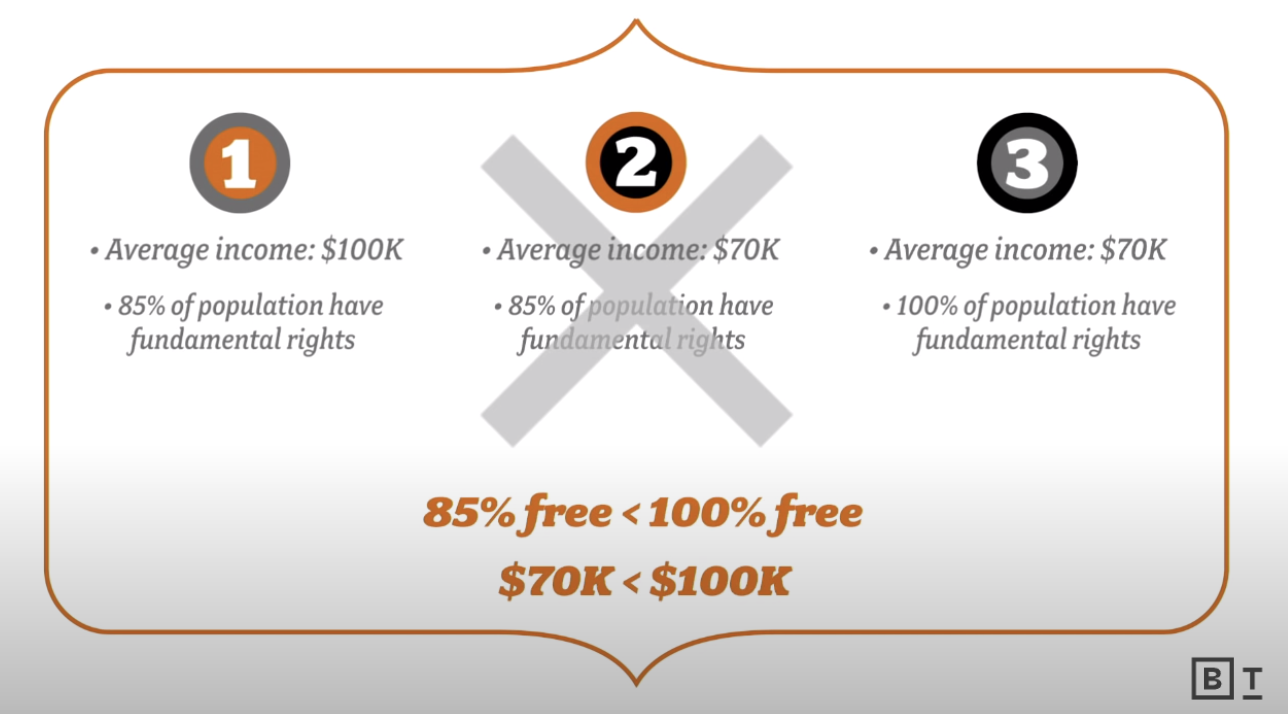 1
• Average income: $100K
• 85% of population have
fundamental rights
2
• Average income: $70K
• 85% of population have
fundamental rights
3
• Average income: $70K
• 100% of population have
fundamental rights
85% free < 100% free
$70K < $100K
B T